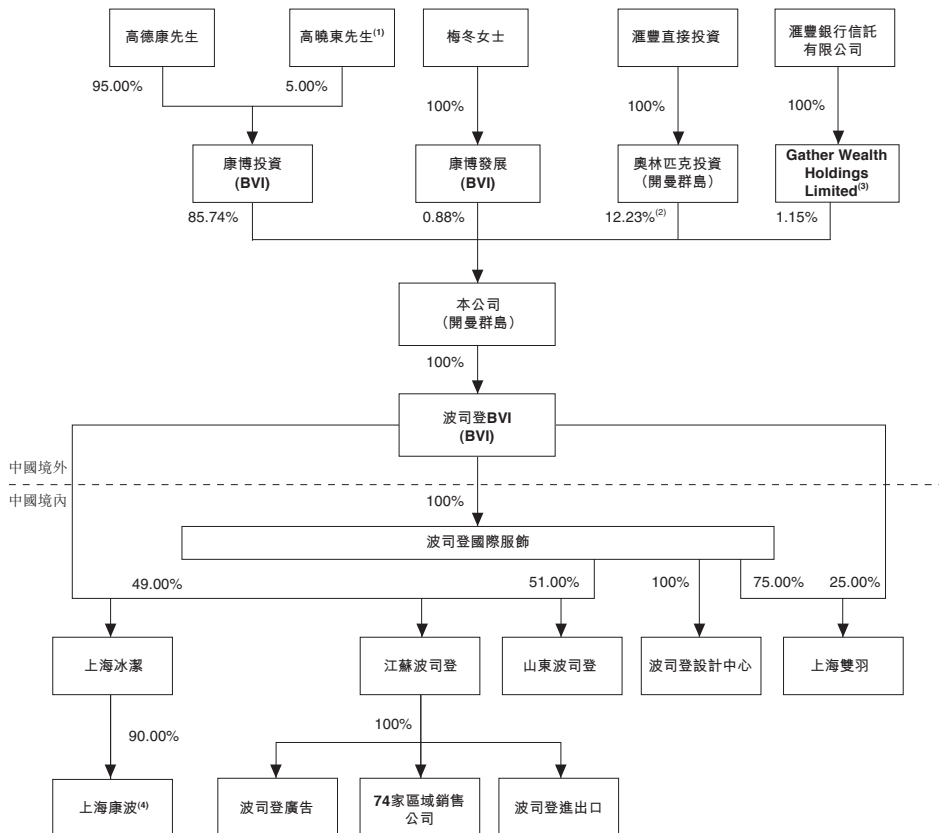 高德康先生
高曉東先生(1)
梅冬女士
滙豐直接投資
滙豐銀行信託
有限公司
95.00%
5.00%
100%
100%
100%
康博投資
(BVI)
康博發展
(BVI)
奧林匹克投資
(開曼群島)
Gather Wealth
Holdings
Limited(3)
85.74%
0.88%
12.23%(2)
1.15%
本公司
(開曼群島)
100%
波司登BVI
(BVI)
中國境外
中國境內
100%
波司登國際服飾
49.00%
51.00%
100%
75.00%
25.00%
上海冰潔
江蘇波司登
山東波司登
波司登設計中心
上海雙羽
90.00%
100%
上海康波(4)
波司登廣告
74家區域銷售
公司
波司登進出口